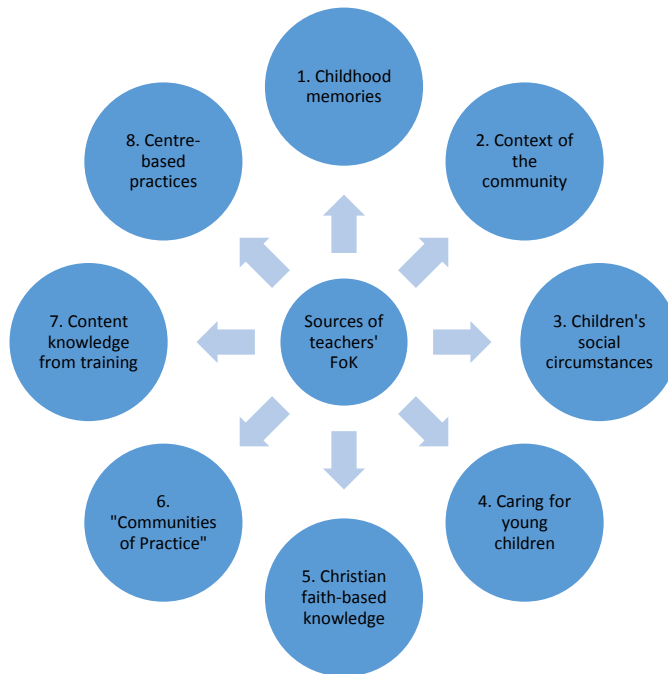 1. Childhood
memories
2. Context of
the
community
3. Children's
social
circumstances
4. Caring for
young
children
5. Christian
faith-based
knowledge
6.
"Communities
of Practice"
7. Content
knowledge
from training
8. Centre-
based
practices
Sources of
teachers'
FoK